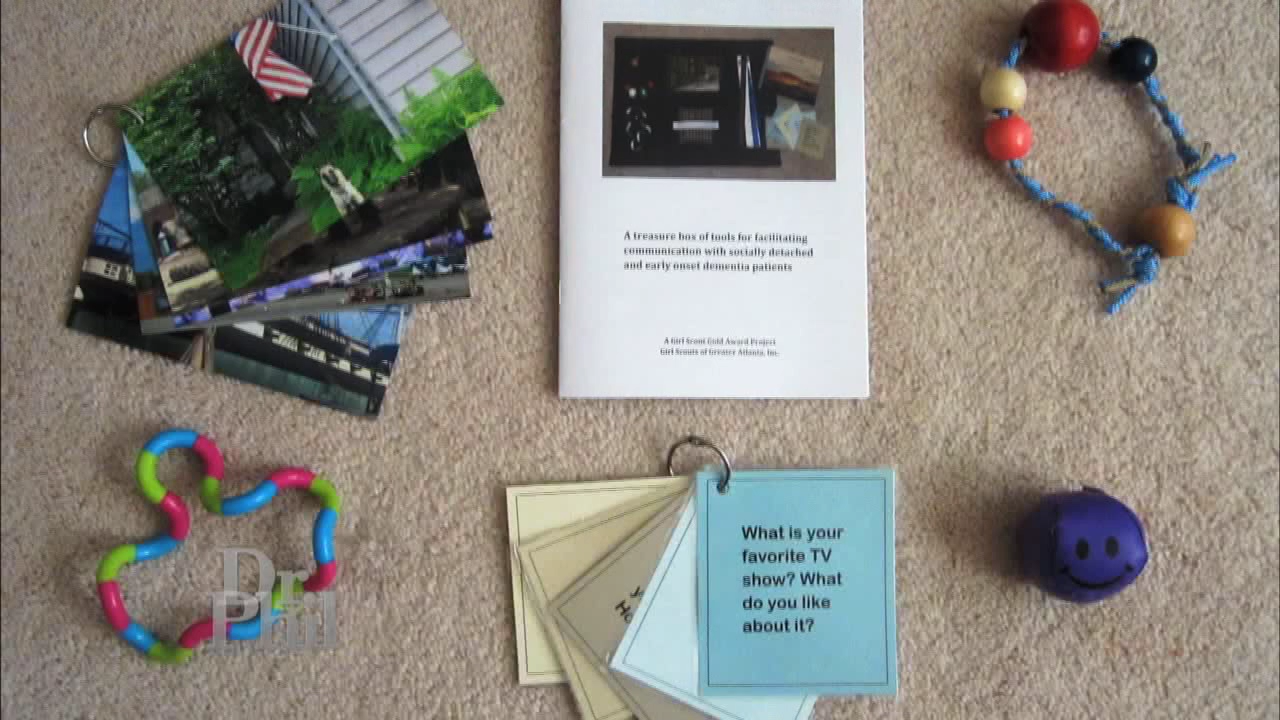 A treasure box of tools for facilitating
communication with socially detached
and early onset dementia patients
A Girl Scout Gold Award Project
Girl Scouts of Greater Atlanta, Inc.
What is your
favorite TV
show? What
do you like
about it?
Dr.
Phil